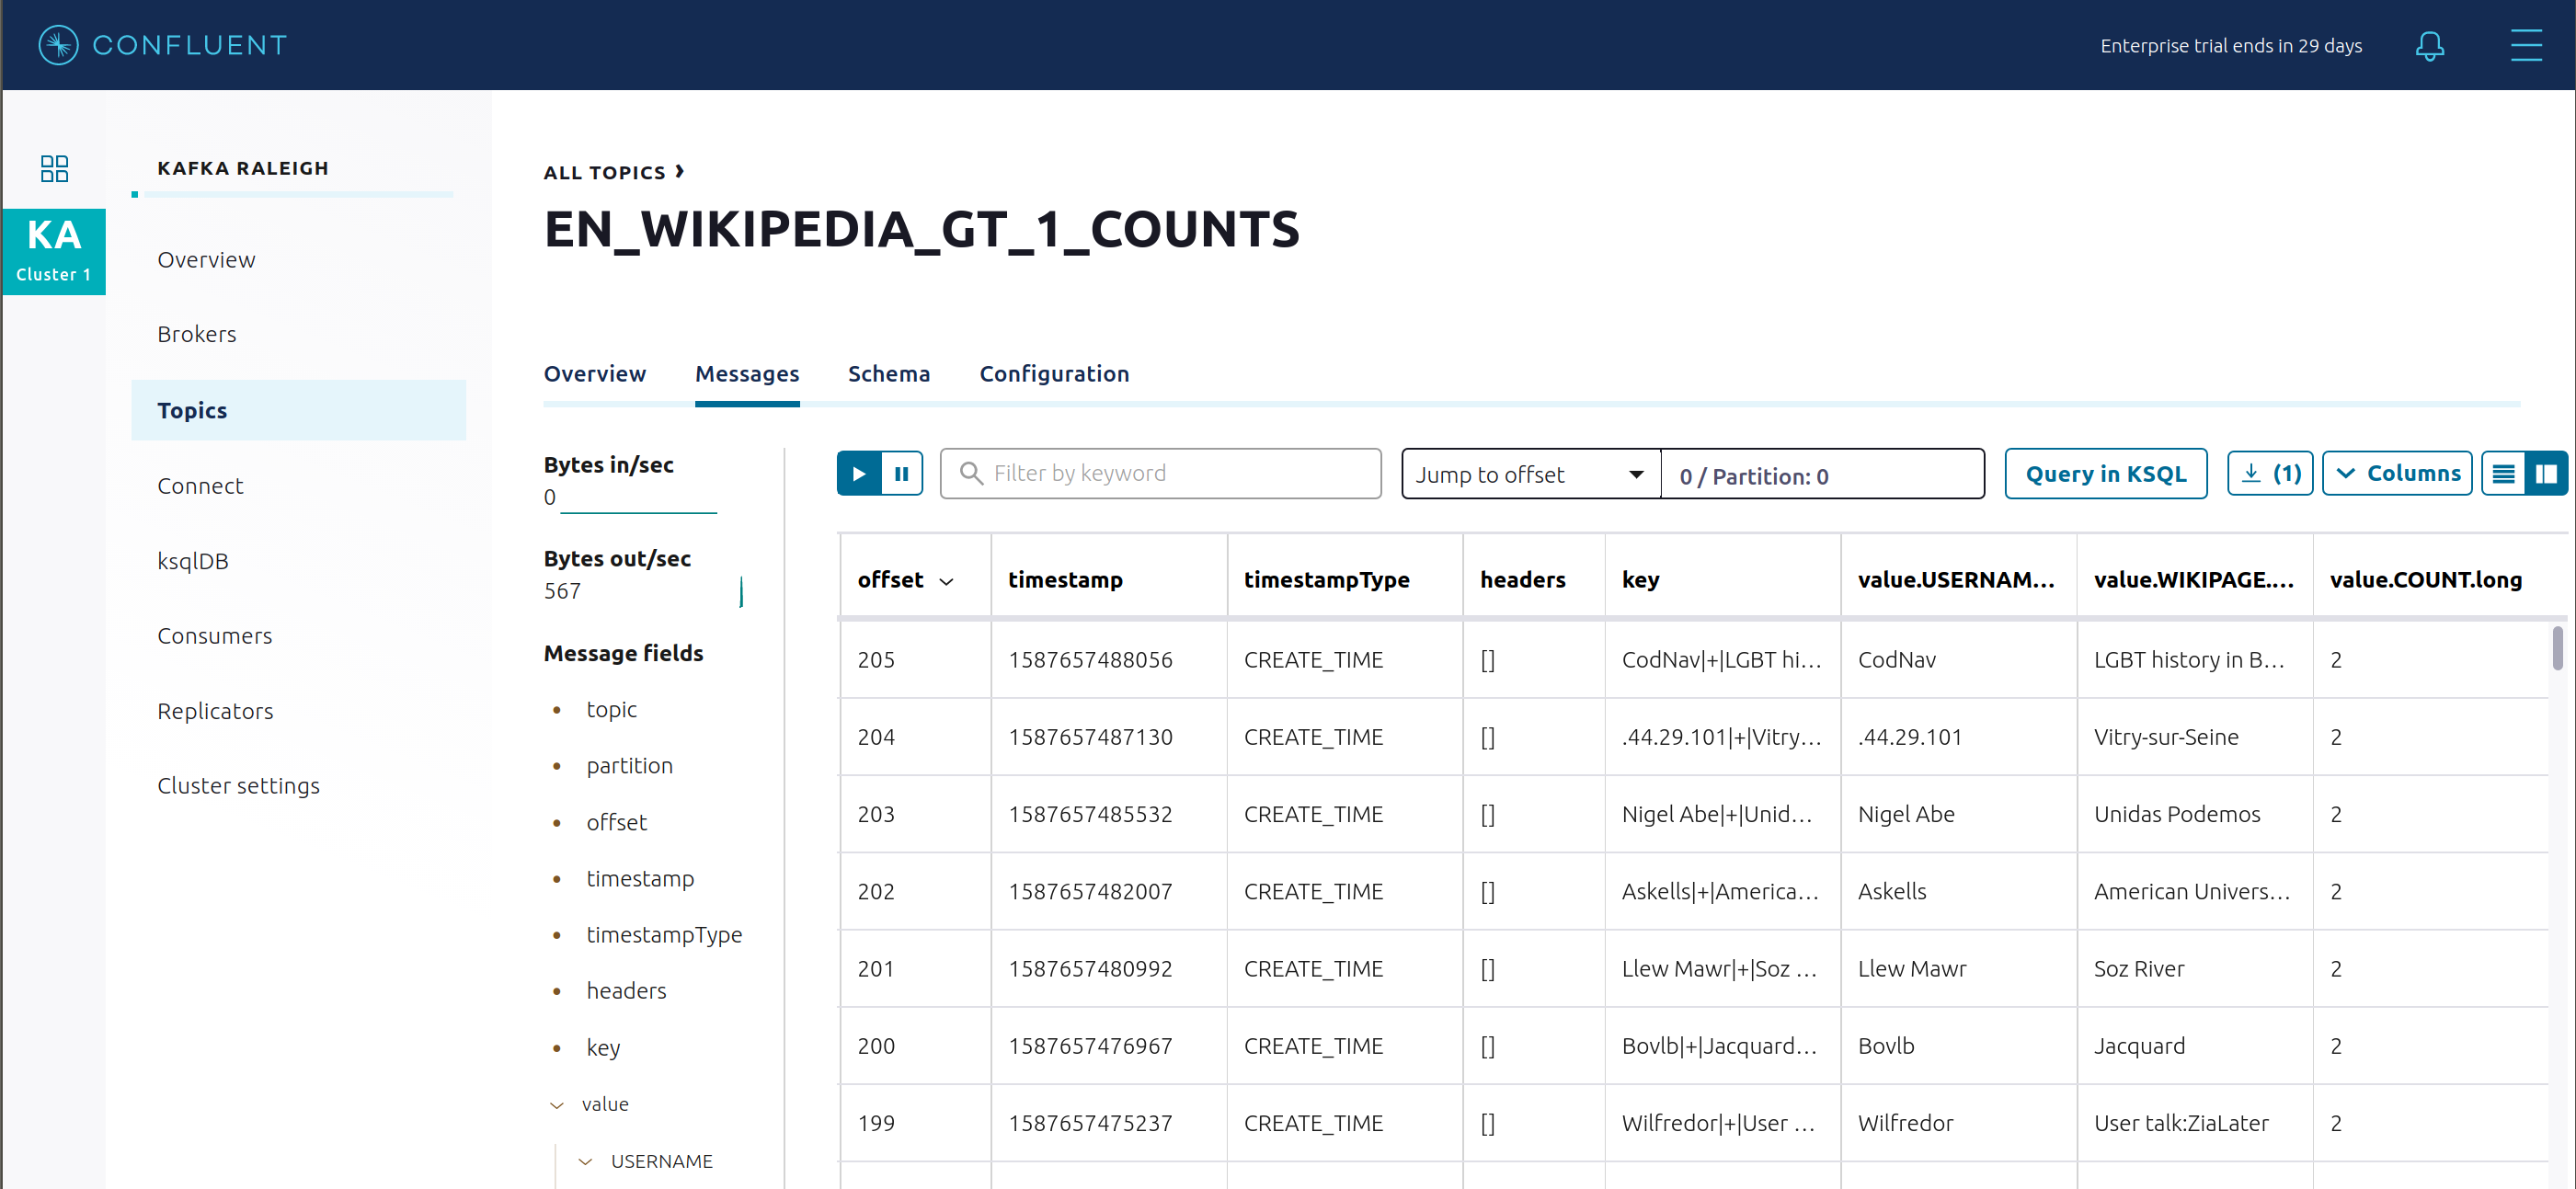 CONFLUENT
Enterprise trial ends in 29 days
KA
Cluster 1
KAFKA RALEIGH
Overview
Brokers
Topics
Connect
ksqlDB
Consumers
Replicators
Cluster settings
ALL TOPICS ›
EN_WIKIPEDIA_GT_1_COUNTS
Overview Messages Schema Configuration
Bytes in/sec
0
Bytes out/sec
567
Message fields
• topic
• partition
• offset
• timestamp
• timestampType
• headers
• key
value
USERNAME
Filter by keyword Jump to offset 0 / Partition: 0 Query in KSQL (1) Columns
offset timestamp timestampType headers key value.USERNAM... value.WIKIPAGE.... value.COUNT.long
205 1587657488056 CREATE_TIME [] CodNav|+|LGBT hi... CodNav LGBT history in B... 2
204 1587657487130 CREATE_TIME [] .44.29.101|+|Vitry... .44.29.101 Vitry-sur-Seine 2
203 1587657485532 CREATE_TIME [] Nigel Abe|+|Unid... Nigel Abe Unidas Podemos 2
202 1587657482007 CREATE_TIME [] Askells|+|America... Askells American Univers... 2
201 1587657480992 CREATE_TIME [] Llew Mawr|+|Soz ... Llew Mawr Soz River 2
200 1587657476967 CREATE_TIME [] Bovlb|+|Jacquard... Bovlb Jacquard 2
199 1587657475237 CREATE_TIME [] Wilfredor|+|User ... Wilfredor User talk:ZiaLater 2